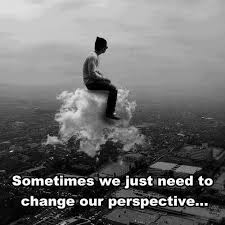 Sometimes we just need to
change our perspective...